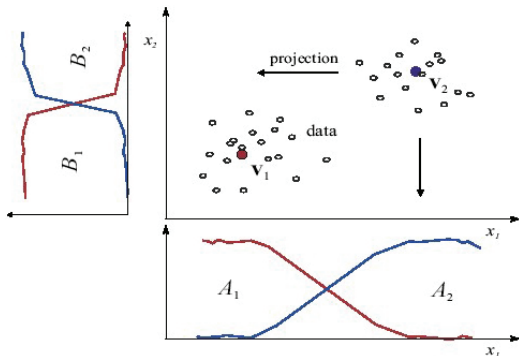 x₂
B₂
projection
v₂
data
B₁
v₁
x₁
A₁
A₂
x₁